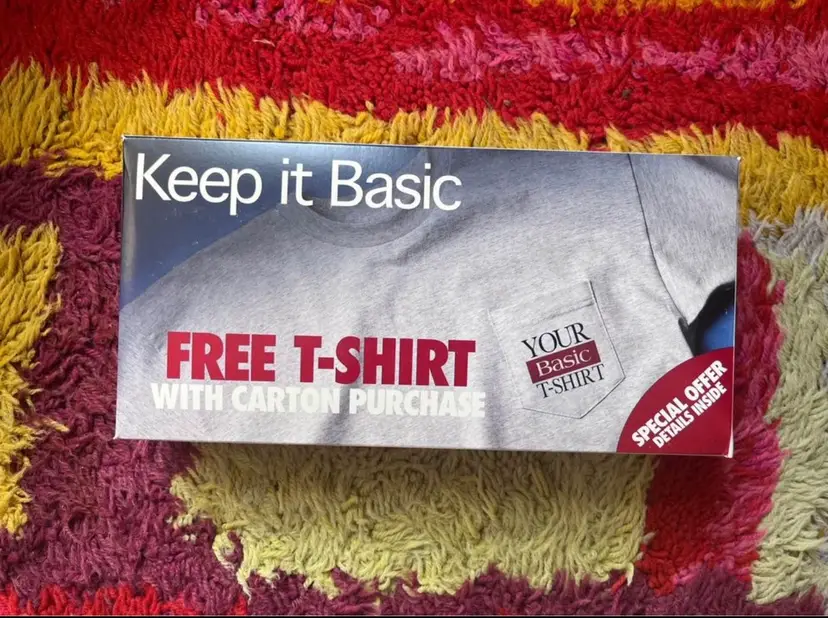 Keep it Basic
FREE T-SHIRT
WITH CARTON PURCHASE
YOUR
Basic
T-SHIRT
SPECIAL OFFER
DETAILS INSIDE